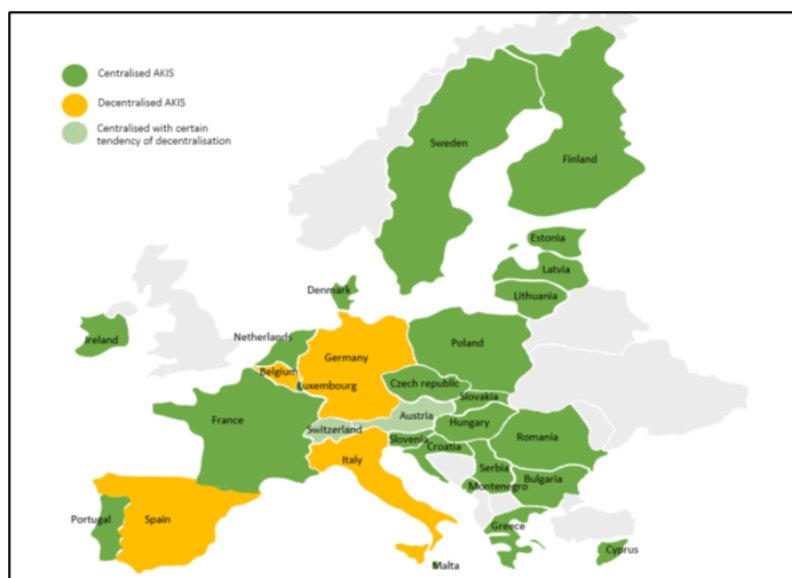 Centralised AKIS
Decentralised AKIS
Centralised with certain
tendency of decentralisation
Sweden
Finland
Estonia
Latvia
Lithuania
Denmark
Ireland
Netherlands
Poland
Germany
Belgium
Luxembourg
Czech republic
Slovakia
France
Austria
Hungary
Switzerland
Slovenia
Romania
Croatia
Italy
Serbia
Bulgaria
Montenegro
Portugal
Spain
Greece
Cyprus
Malta